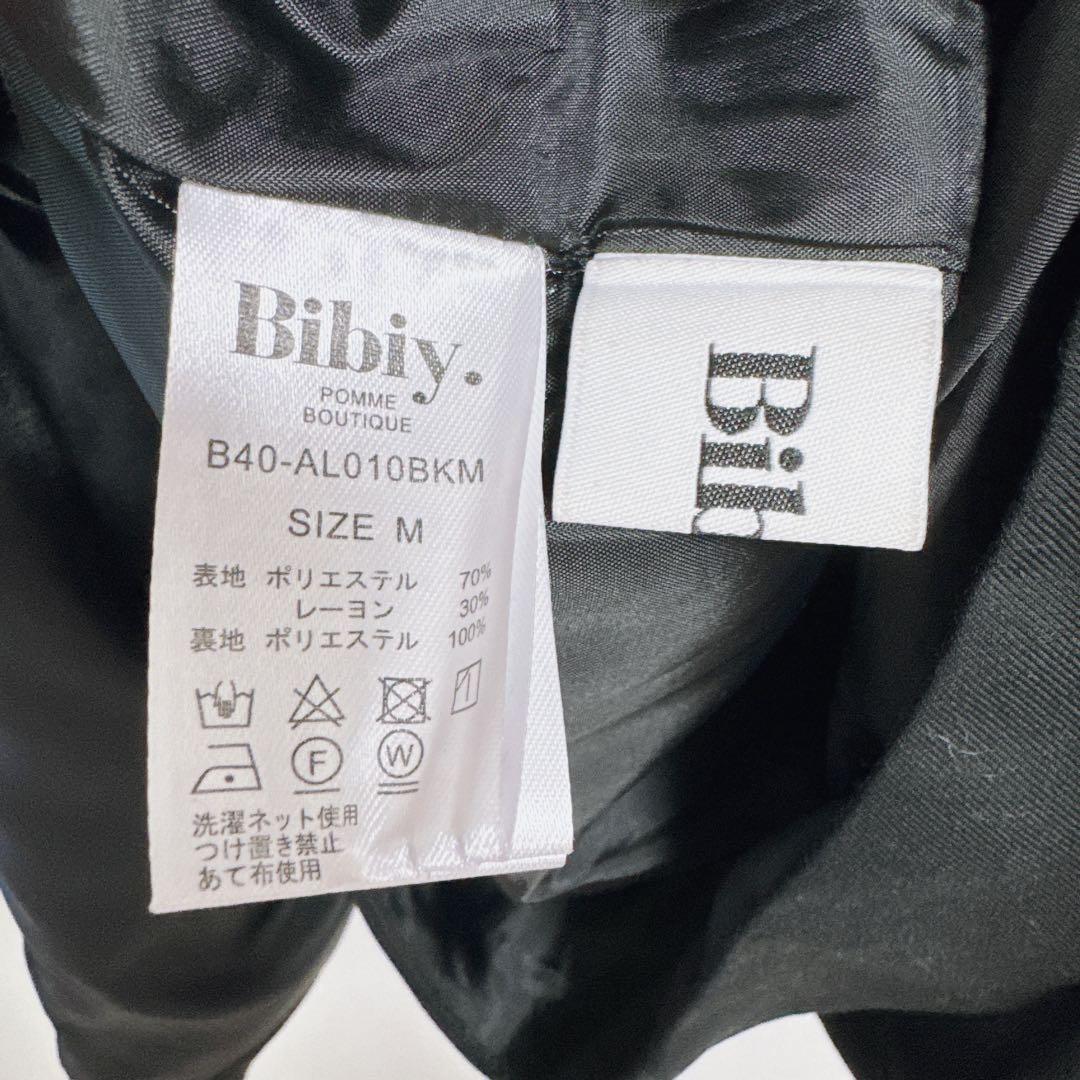 Bibiy.
POMME
BOUTIQUE
B40-AL010BKM
SIZE M
表地 ポリエステル 70%
レーヨン 30%
裏地 ポリエステル 100%
F
W
洗濯ネット使用
つけ置き禁止
あて布使用
Bib